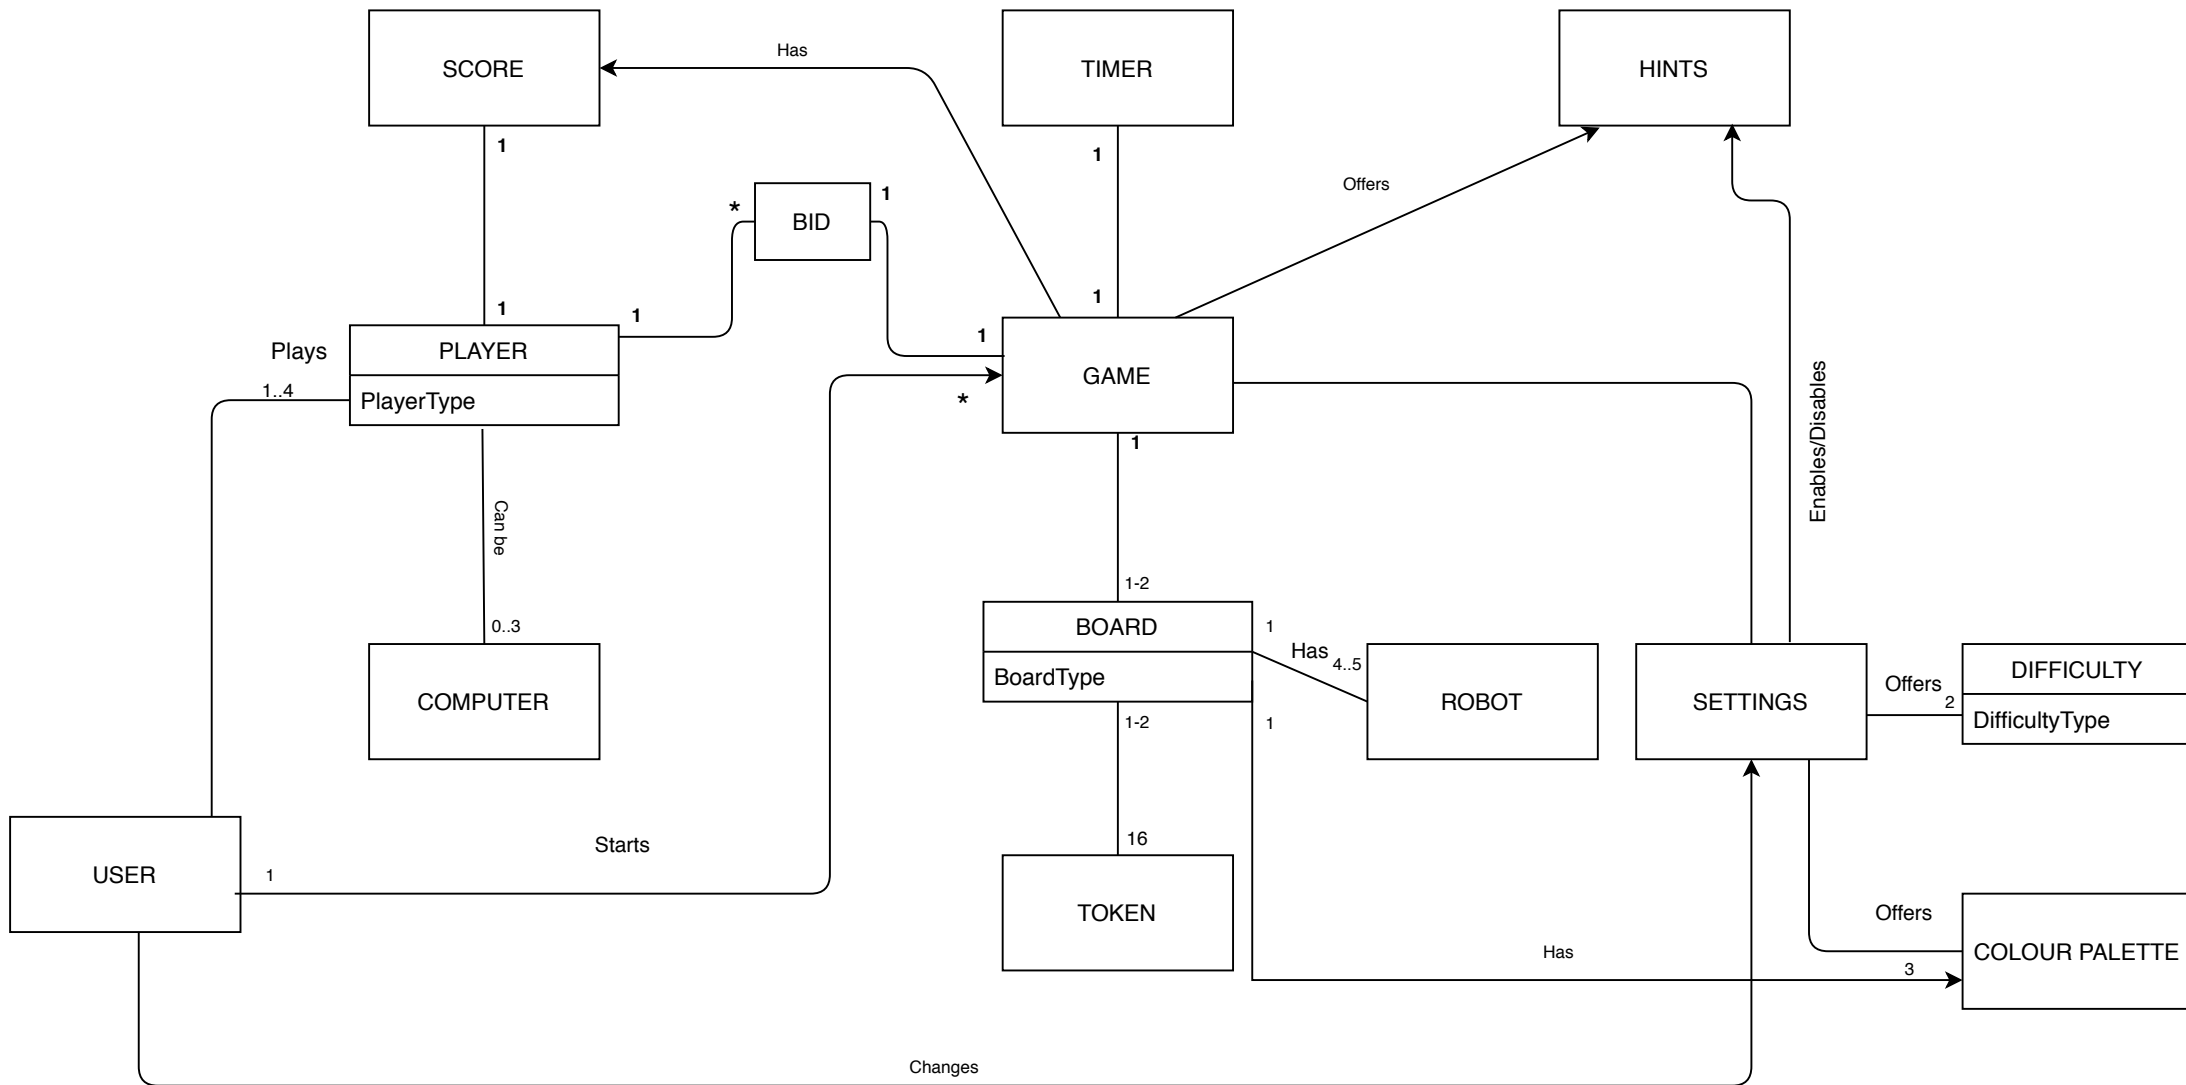 SCORE
Has
TIMER
HINTS
1
1
*
BID
1
Offers
1
1
1
1
Plays
PLAYER
1..4
PlayerType
*
GAME
1
Enables/Disables
Can be
0..3
COMPUTER
1-2
BOARD
BoardType
1
Has
4..5
ROBOT
1-2
1
SETTINGS
Offers
2
DIFFICULTY
DifficultyType
USER
1
Starts
16
TOKEN
Offers
COLOUR PALETTE
Has
3
Changes